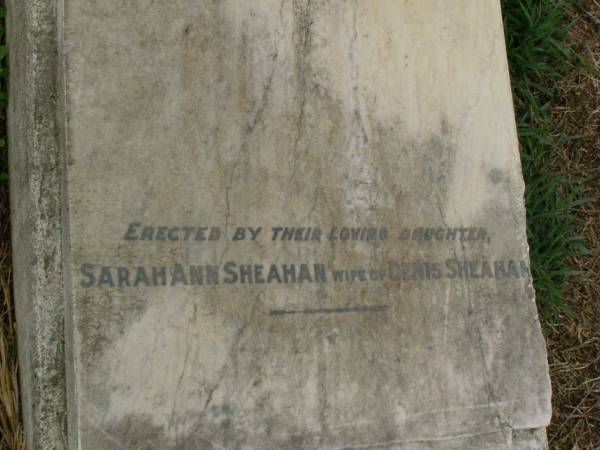 ERECTED BY THEIR LOVING DAUGHTER,
SARAH ANN SHEAHAN WIFE OF DENIS SHEAHAN